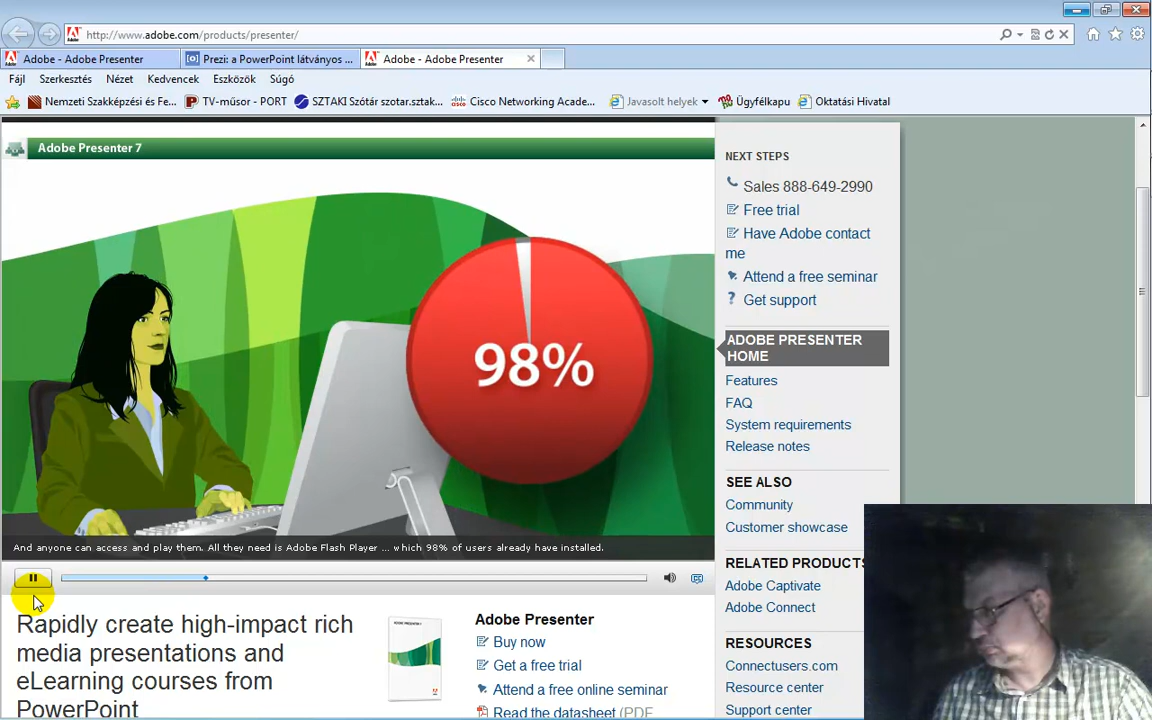 http://www.adobe.com/products/presenter/
Adobe - Adobe Presenter
Prezi: a PowerPoint látványos ...
Adobe - Adobe Presenter
Fájl Szerkesztés Nézet Kedvencek Eszközök Súgó
Nemzeti Szakképzési és Fe...
TV-műsor - PORT
SZTAKI Szótár szotar.sztak...
Cisco Networking Acade...
Javasolt helyek
Ügyfélkapu
Oktatási Hivatal
Adobe Presenter 7
98%
And anyone can access and play them. All they need is Adobe Flash Player ... which 98% of users already have installed.
Rapidly create high-impact rich
media presentations and
eLearning courses from
PowerPoint
Adobe Presenter
Buy now
Get a free trial
Attend a free online seminar
Read the datasheet (PDF
NEXT STEPS
Sales 888-649-2990
Free trial
Have Adobe contact
me
Attend a free seminar
Get support
ADOBE PRESENTER
HOME
Features
FAQ
System requirements
Release notes
SEE ALSO
Community
Customer showcase
RELATED PRODUCTS
Adobe Captivate
Adobe Connect
RESOURCES
Connectusers.com
Resource center
Support center